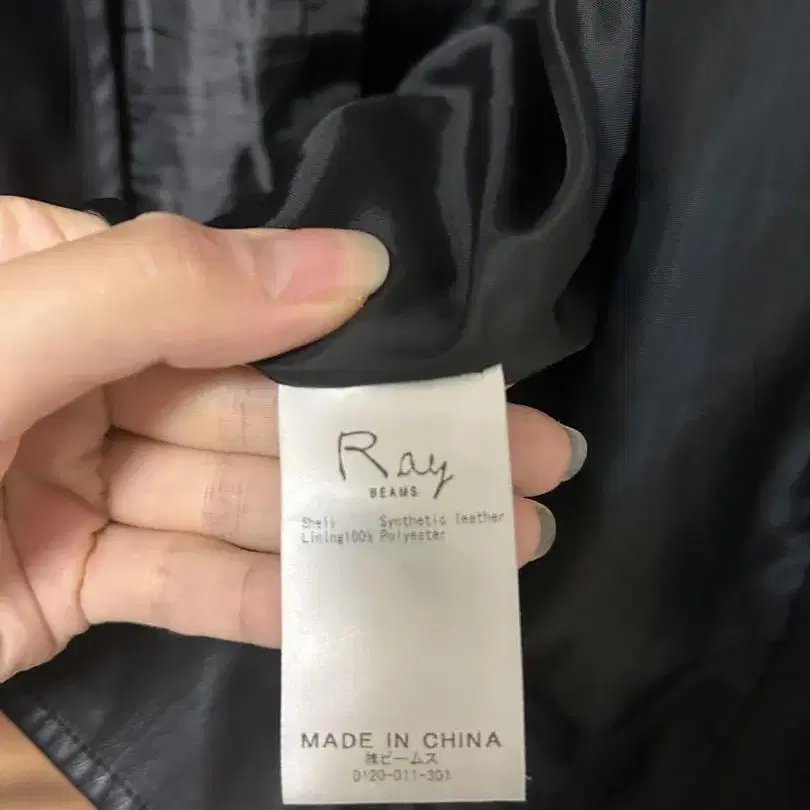 Ray
BEAMS
Shell Synthetic leather
Lining100% Polyester
MADE IN CHINA
㈱ビームス
0120-011-301